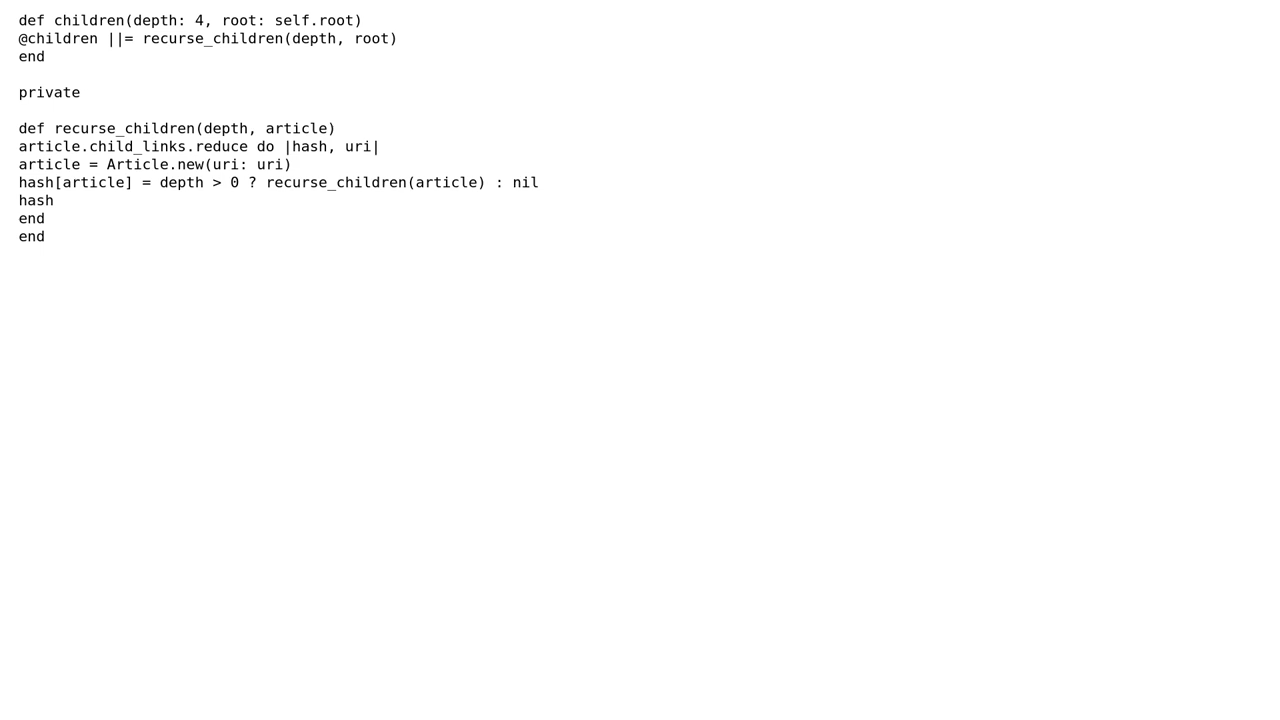 def children(depth: 4, root: self.root)
@children ||= recurse_children(depth, root)
end
private
def recurse_children(depth, article)
article.child_links.reduce do |hash, uri|
article = Article.new(uri: uri)
hash[article] = depth > 0 ? recurse_children(article) : nil
hash
end
end